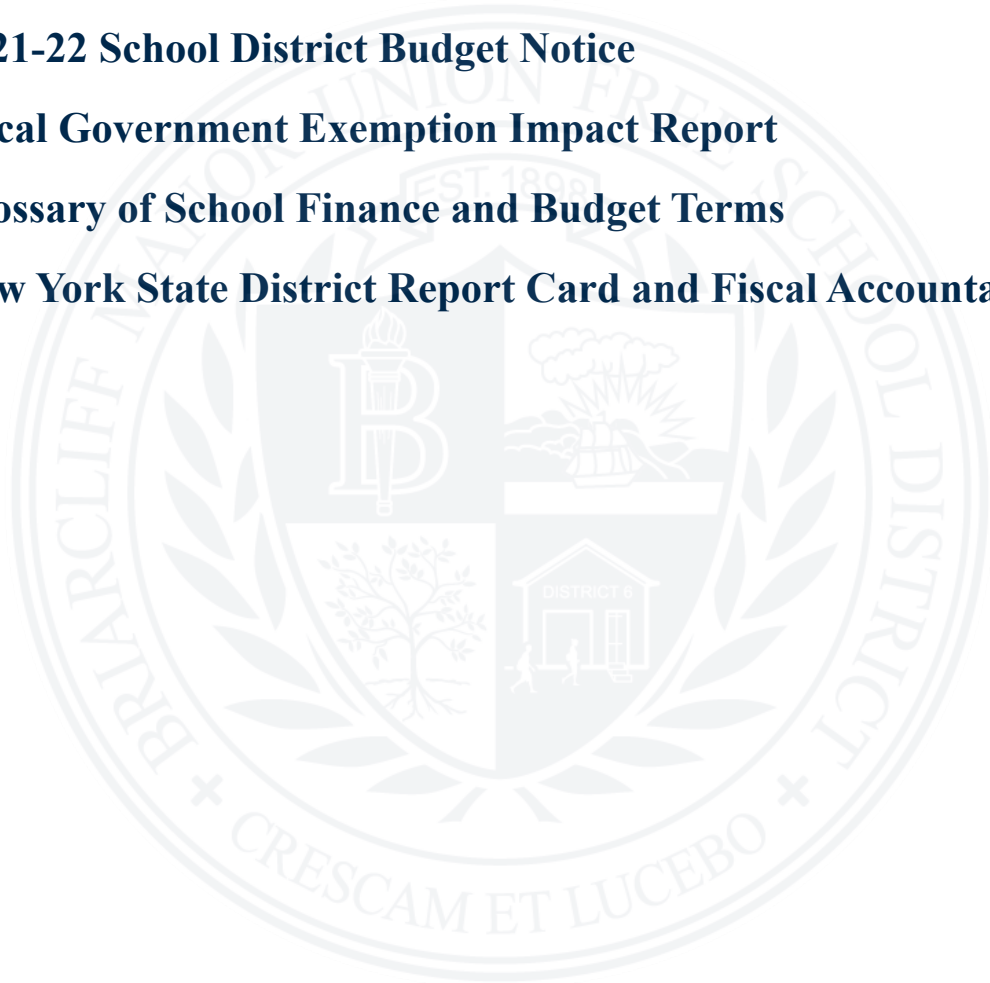 21-22 School District Budget Notice
cal Government Exemption Impact Report
ossary of School Finance and Budget Terms
w York State District Report Card and Fiscal Accounta
BRIARCLIFF MANOR UNION FREE SCHOOL DISTRICT
EST. 1898
DISTRICT 6
CRESCAM ET LUCEBO
B